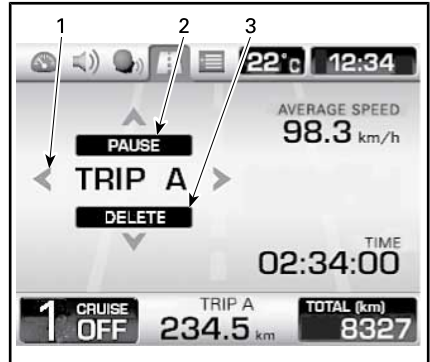 1 2 3
22°c 12:34
AVERAGE SPEED
98.3 km/h
PAUSE
TRIP A
DELETE
TIME
02:34:00
1 CRUISE OFF
TRIP A
234.5 km
TOTAL (km)
8327